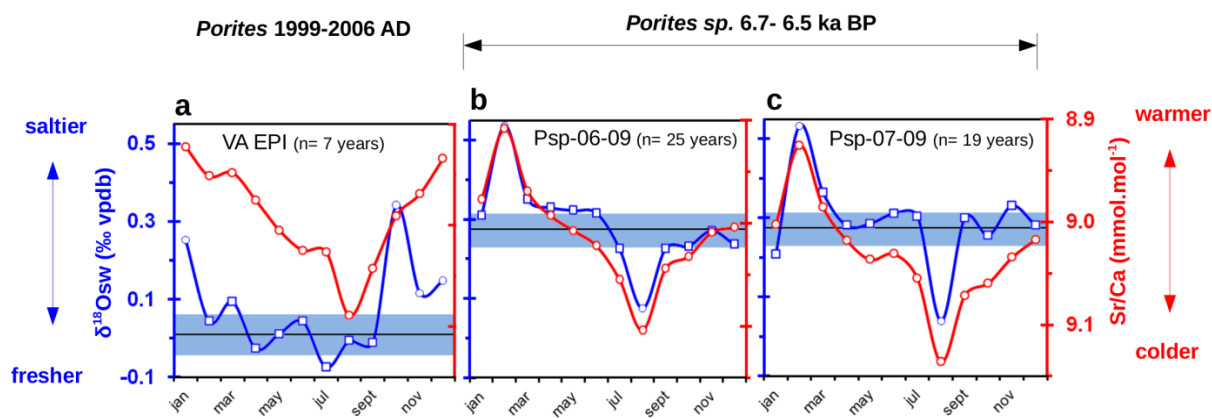 Porites 1999-2006 AD
Porites sp. 6.7- 6.5 ka BP
a
b
c
saltier
fresher
δ¹⁸Osw (‰ vpdb)
0.5
0.3
0.1
-0.1
VA EPI (n= 7 years)
Psp-06-09 (n= 25 years)
Psp-07-09 (n= 19 years)
8.9
9.0
9.1
Sr/Ca (mmol.mol⁻¹)
warmer
colder
jan mar may jul sept nov
jan mar may jul sept nov
jan mar may jul sept nov